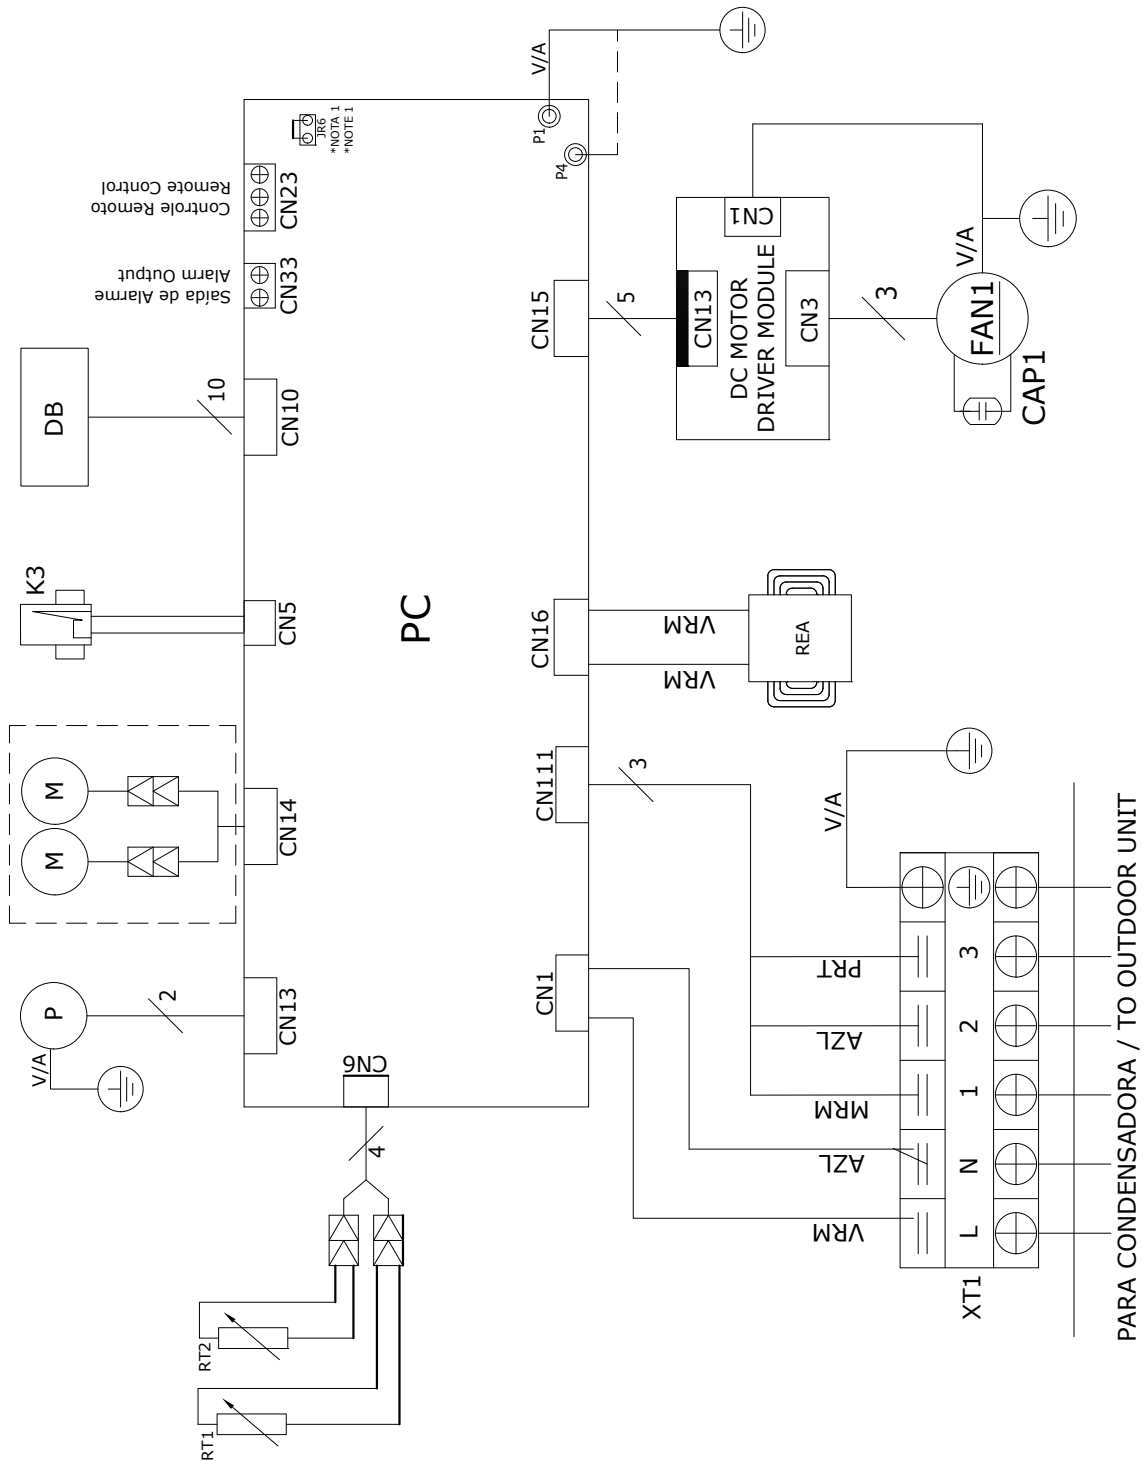 V/A
JR6
*NOTA 1
*NOTE 1
P1
P4
Controle Remoto
Remote Control
CN23
Saída de Alarme
Alarm Output
CN33
DB
10
CN10
K3
CN5
M
M
CN14
P
V/A
2
CN13
CN6
4
RT2
RT1
PC
CN15
5
CN1
CN13
DC MOTOR
DRIVER MODULE
CN3
3
V/A
FAN1
CAP1
CN16
VRM
VRM
REA
CN111
3
CN1
V/A
PRT
AZL
MRM
AZL
VRM
3
2
1
N
L
XT1
PARA CONDENSADORA / TO OUTDOOR UNIT